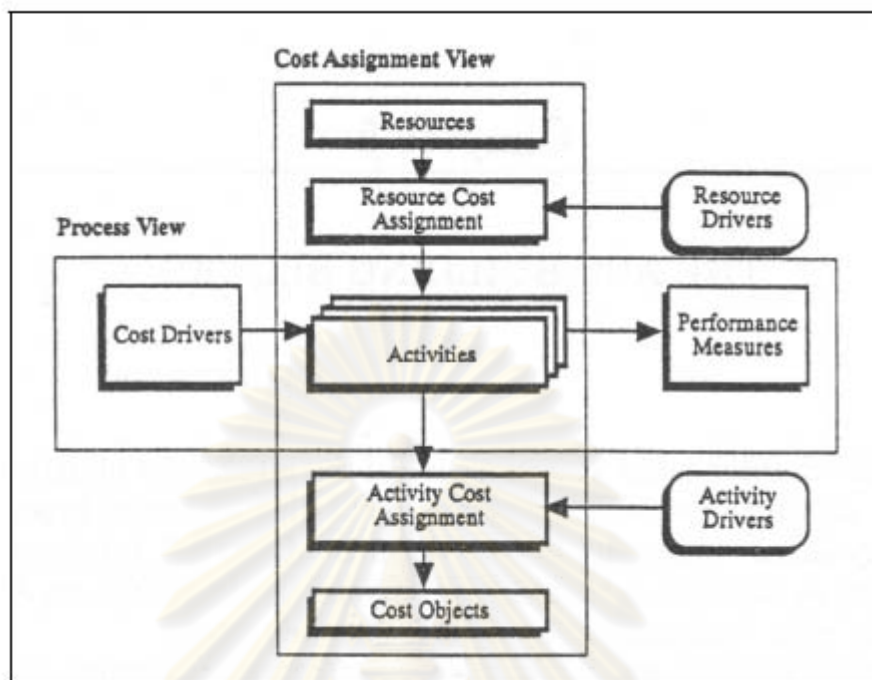 Cost Assignment View
Resources
Resource Cost
Assignment
Resource
Drivers
Process View
Cost Drivers
Activities
Performance
Measures
Activity Cost
Assignment
Activity
Drivers
Cost Objects